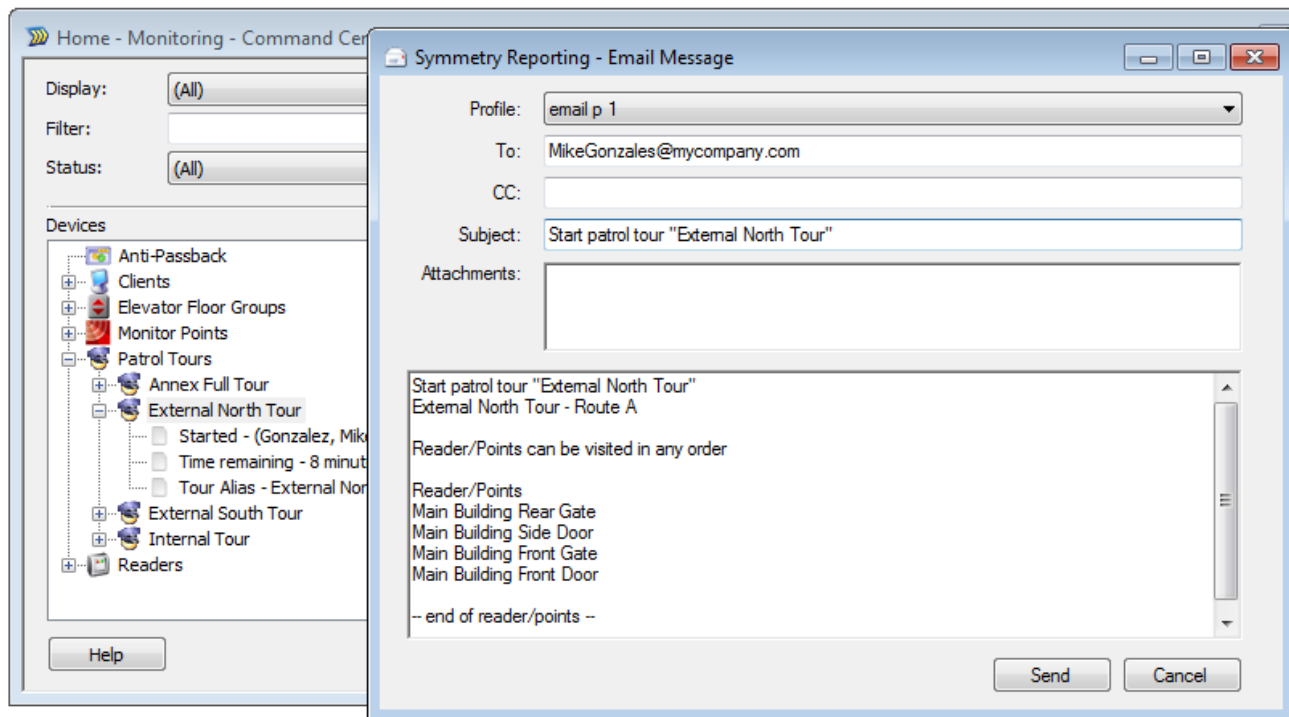 Home - Monitoring - Command Cer
Display:
(All)
Filter:
Status:
(All)
Devices
Anti-Passback
Clients
Elevator Floor Groups
Monitor Points
Patrol Tours
Annex Full Tour
External North Tour
Started - (Gonzalez, Mik
Time remaining - 8 minut
Tour Alias - External Nor
External South Tour
Internal Tour
Readers
Help
Symmetry Reporting - Email Message
Profile:
email p 1
To:
MikeGonzales@mycompany.com
CC:
Subject:
Start patrol tour "External North Tour"
Attachments:
Start patrol tour "External North Tour"
External North Tour - Route A
Reader/Points can be visited in any order
Reader/Points
Main Building Rear Gate
Main Building Side Door
Main Building Front Gate
Main Building Front Door
-- end of reader/points --
Send
Cancel